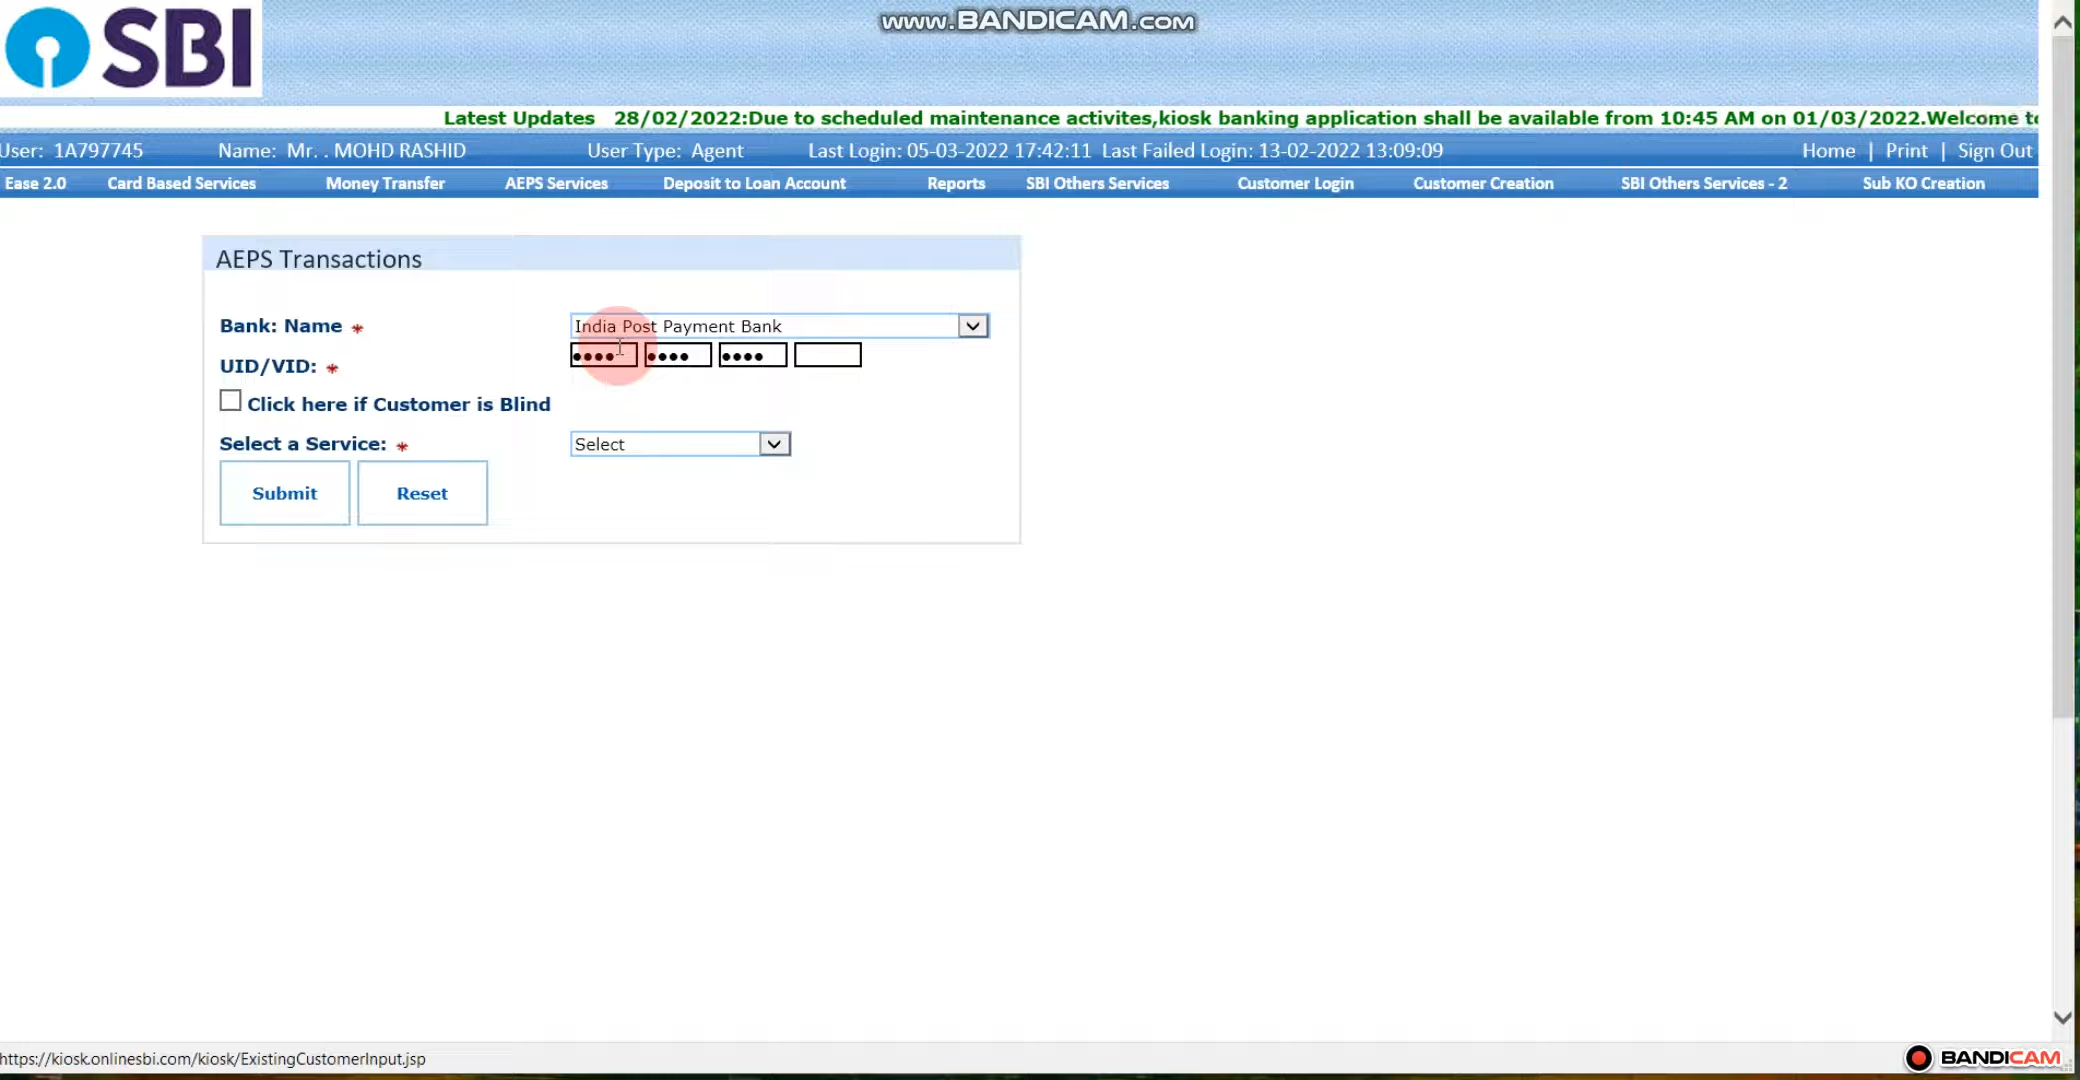 www.BANDICAM.com
SBI
Latest Updates 28/02/2022:Due to scheduled maintenance activites,kiosk banking application shall be available from 10:45 AM on 01/03/2022.Welcome to
User: 1A797745 Name: Mr. . MOHD RASHID User Type: Agent Last Login: 05-03-2022 17:42:11 Last Failed Login: 13-02-2022 13:09:09 Home | Print | Sign Out
Ease 2.0 Card Based Services Money Transfer AEPS Services Deposit to Loan Account Reports SBI Others Services Customer Login Customer Creation SBI Others Services - 2 Sub KO Creation
AEPS Transactions
Bank: Name * India Post Payment Bank
UID/VID: * •••• •••• ••••
Click here if Customer is Blind
Select a Service: * Select
Submit Reset
https://kiosk.onlinesbi.com/kiosk/ExistingCustomerInput.jsp
BANDICAM